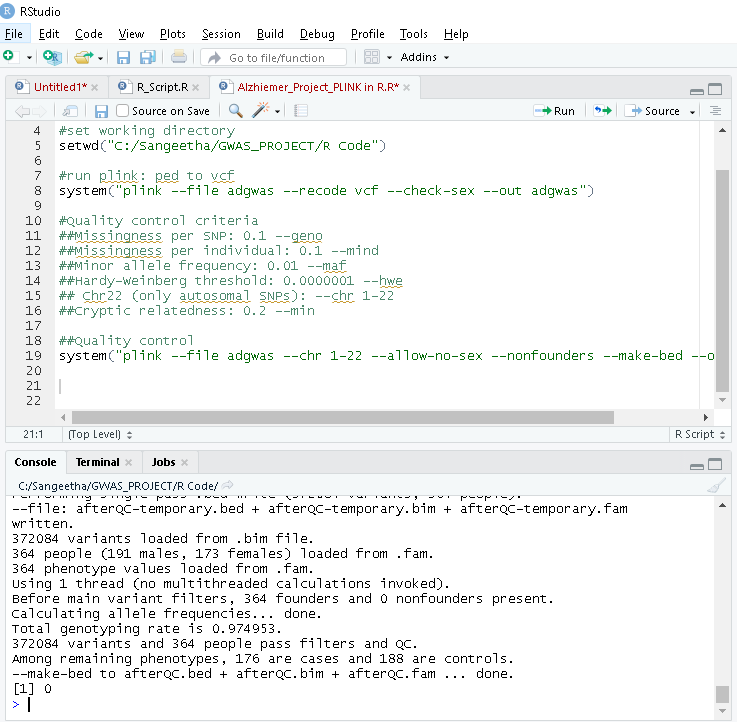 RStudio
File Edit Code View Plots Session Build Debug Profile Tools Help
Go to file/function Addins
Untitled1* R_Script.R Alzhiemer_Project_PLINK in R.R*
Source on Save Run Source
4 #set working directory
5 setwd("C:/Sangeetha/GWAS_PROJECT/R Code")
6
7 #run plink: ped to vcf
8 system("plink --file adgwas --recode vcf --check-sex --out adgwas")
9
10 #Quality control criteria
11 ##Missingness per SNP: 0.1 --geno
12 ##Missingness per individual: 0.1 --mind
13 ##Minor allele frequency: 0.01 --maf
14 ##Hardy-Weinberg threshold: 0.0000001 --hwe
15 ## Chr22 (only autosomal SNPs): --chr 1-22
16 ##Cryptic relatedness: 0.2 --min
17
18 ##Quality control
19 system("plink --file adgwas --chr 1-22 --allow-no-sex --nonfounders --make-bed --o
20
21
22
21:1 (Top Level) R Script
Console Terminal Jobs
C:/Sangeetha/GWAS_PROJECT/R Code/
--file: afterQC-temporary.bed + afterQC-temporary.bim + afterQC-temporary.fam
written.
372084 variants loaded from .bim file.
364 people (191 males, 173 females) loaded from .fam.
364 phenotype values loaded from .fam.
Using 1 thread (no multithreaded calculations invoked).
Before main variant filters, 364 founders and 0 nonfounders present.
Calculating allele frequencies... done.
Total genotyping rate is 0.974953.
372084 variants and 364 people pass filters and QC.
Among remaining phenotypes, 176 are cases and 188 are controls.
--make-bed to afterQC.bed + afterQC.bim + afterQC.fam ... done.
[1] 0
>